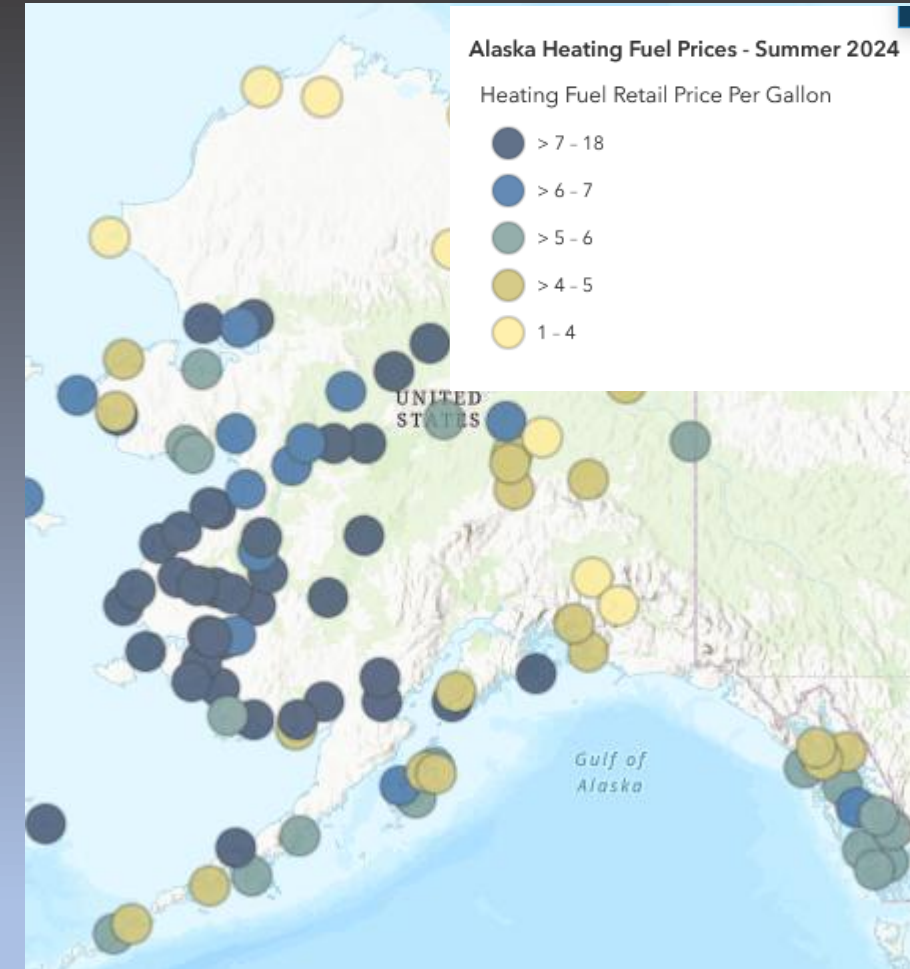 Alaska Heating Fuel Prices - Summer 2024
Heating Fuel Retail Price Per Gallon
> 7 – 18
> 6 – 7
> 5 – 6
> 4 – 5
1 – 4
UNITED
STATES
Gulf of
Alaska